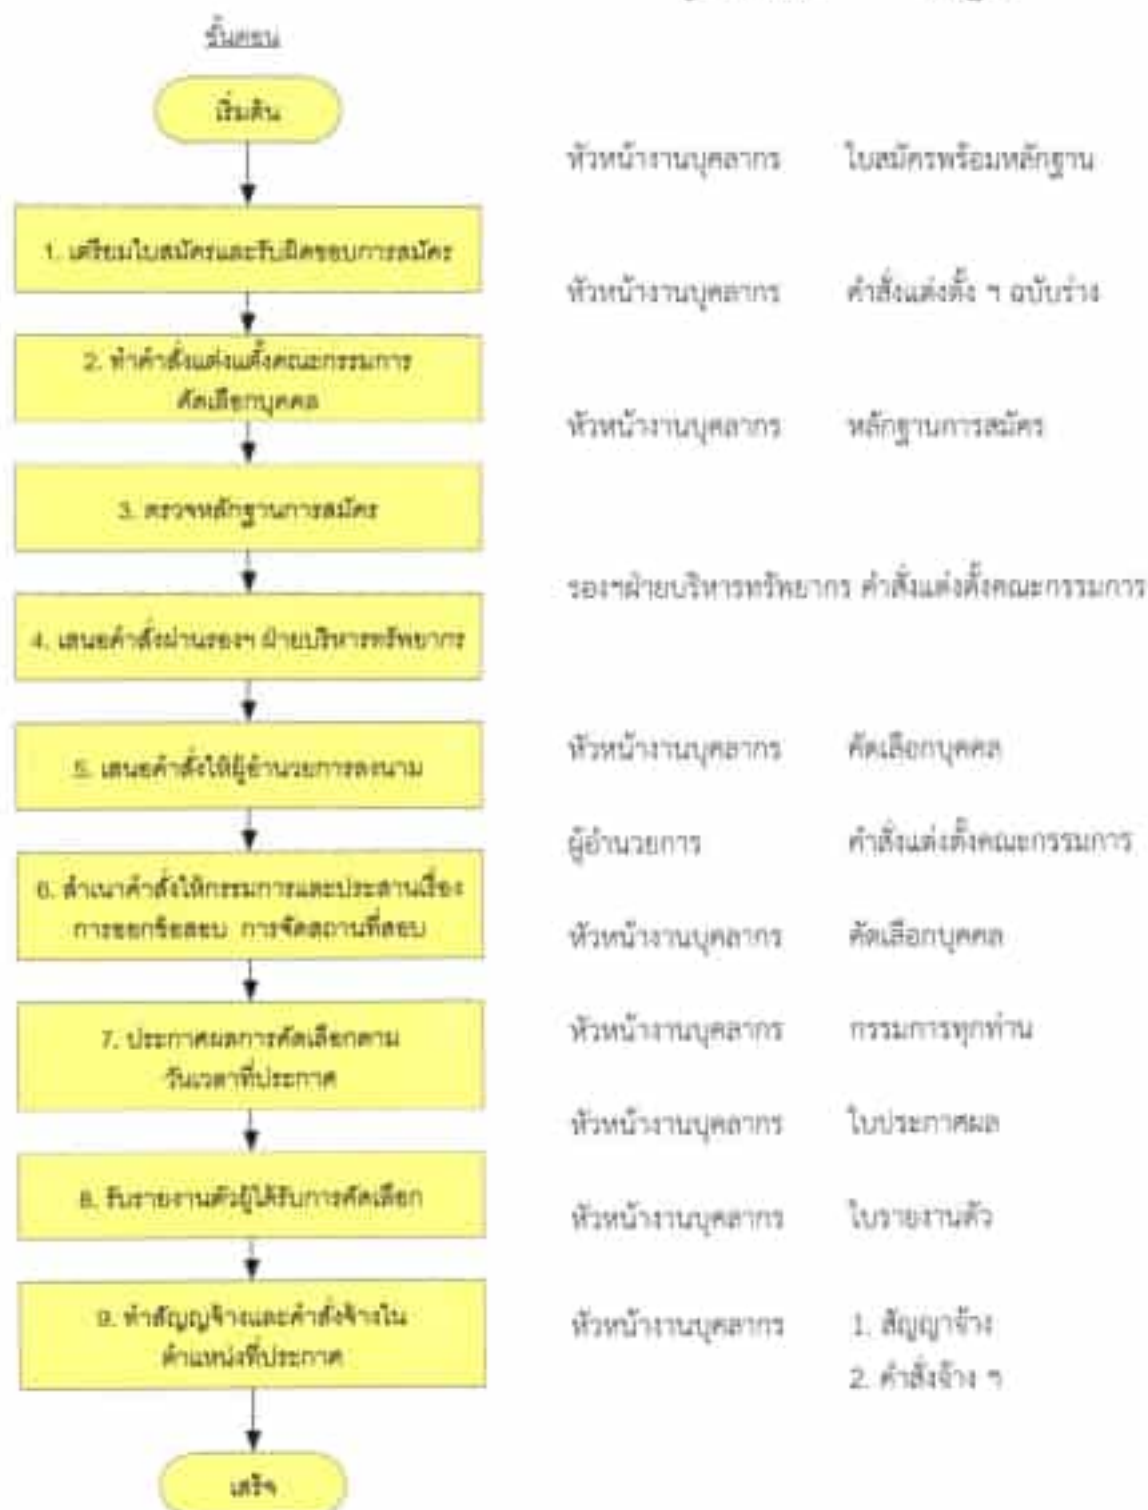 ขั้นตอน
เริ่มต้น
1. เตรียมใบสมัครและรับผิดชอบการสมัคร
2. ทำคำสั่งแต่งแตั้งคณะกรรมการ
คัดเลือกบุคคล
3. ตรวจหลักฐานการสมัคร
4. เสนอคำสั่งผ่านรองฯ ฝ่ายบริหารทรัพยากร
5. เสนอคำสั่งให้ผู้อำนวยการลงนาม
6. สำเนาคำสั่งให้กรรมการและประสานเรื่อง
การออกข้อสอบ การจัดสถานที่สอบ
7. ประกาศผลการคัดเลือกตาม
วันเวลาที่ประกาศ
8. รับรายงานตัวผู้ได้รับการคัดเลือก
9. ทำสัญญจ้างและคำสั่งจ้างใน
ตำแหน่งที่ประกาศ
เสร็จ
หัวหน้างานบุคลากร ใบสมัครพร้อมหลักฐาน
หัวหน้างานบุคลากร คำสั่งแต่งตั้ง ฯ ฉบับร่าง
หัวหน้างานบุคลากร หลักฐานการสมัคร
รองฯฝ่ายบริหารทรัพยากร คำสั่งแต่งตั้งคณะกรรมการ
หัวหน้างานบุคลากร คัดเลือกบุคคล
ผู้อำนวยการ คำสั่งแต่งตั้งคณะกรรมการ
หัวหน้างานบุคลากร คัดเลือกบุคคล
หัวหน้างานบุคลากร กรรมการทุกท่าน
หัวหน้างานบุคลากร ใบประกาศผล
หัวหน้างานบุคลากร ใบรายงานตัว
หัวหน้างานบุคลากร 1. สัญญาจ้าง
2. คำสั่งจ้าง ฯ